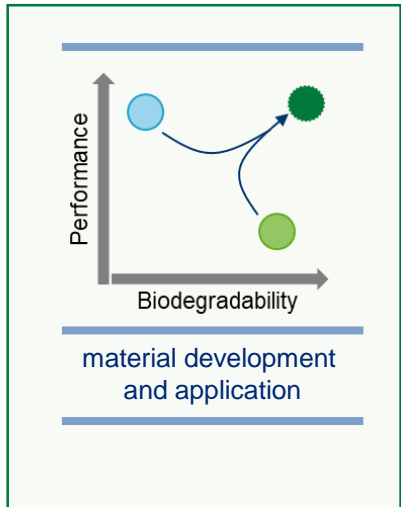 Performance
Biodegradability
material development
and application